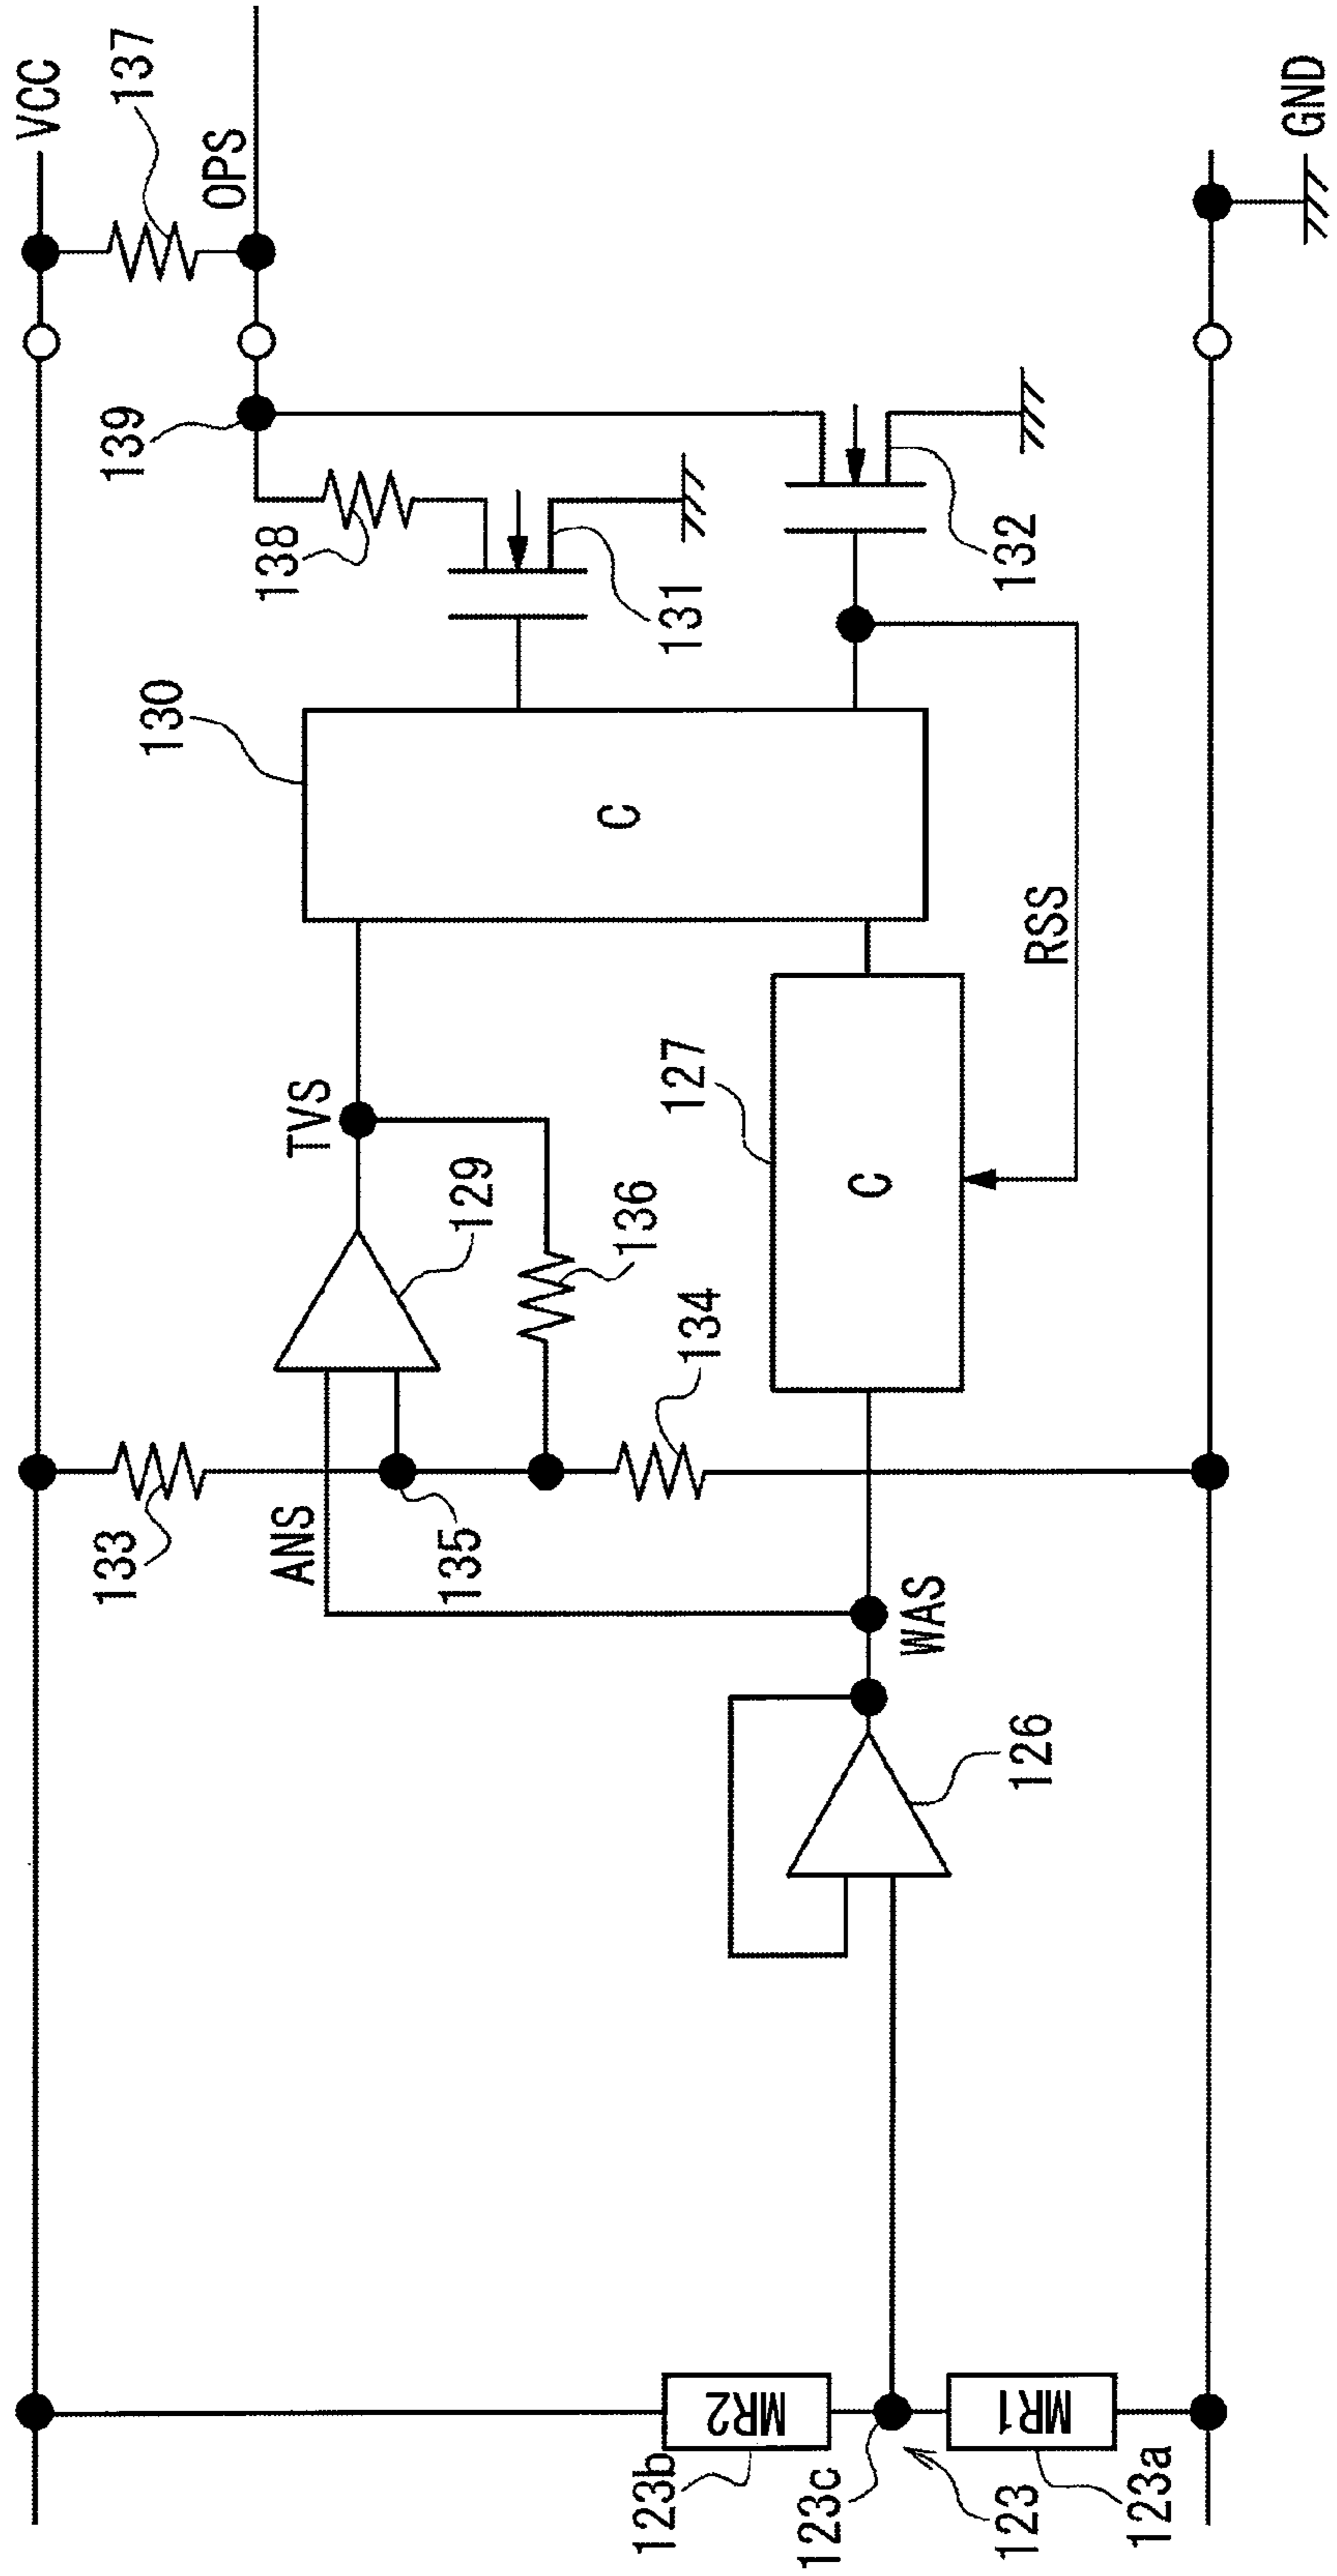 VCC
137
OPS
GND
139
138
131
132
130
C
RSS
TVS
127
C
129
136
134
133
ANS
135
WAS
126
MR2
MR1
123b
123c
123
123a